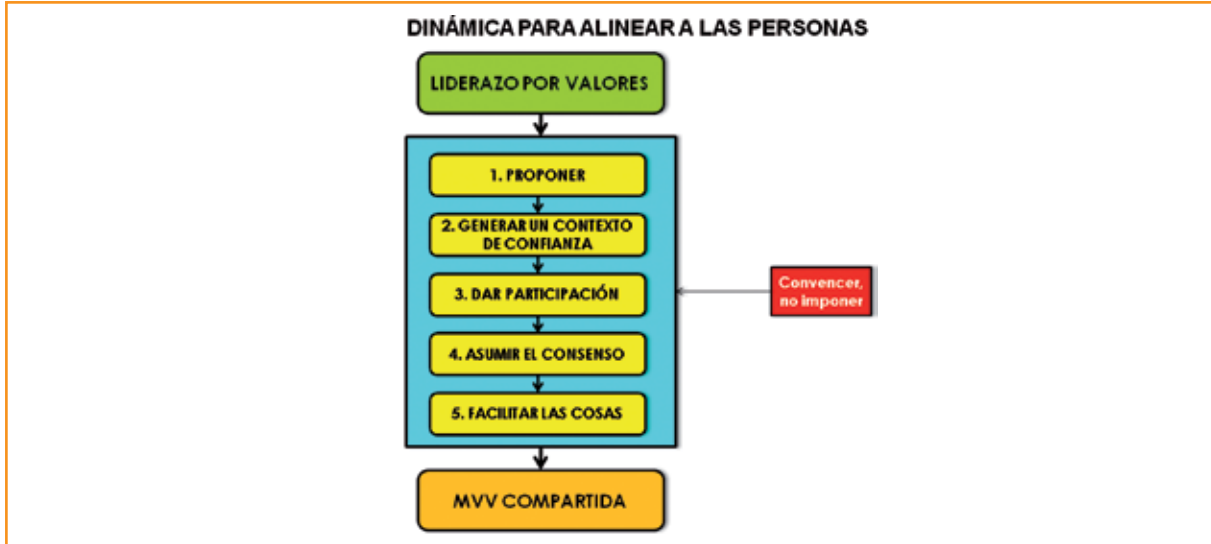 DINÁMICA PARA ALINEAR A LAS PERSONAS
LIDERAZO POR VALORES
1. PROPONER
2. GENERAR UN CONTEXTO
DE CONFIANZA
3. DAR PARTICIPACIÓN
Convencer,
no imponer
4. ASUMIR EL CONSENSO
5. FACILITAR LAS COSAS
MVV COMPARTIDA